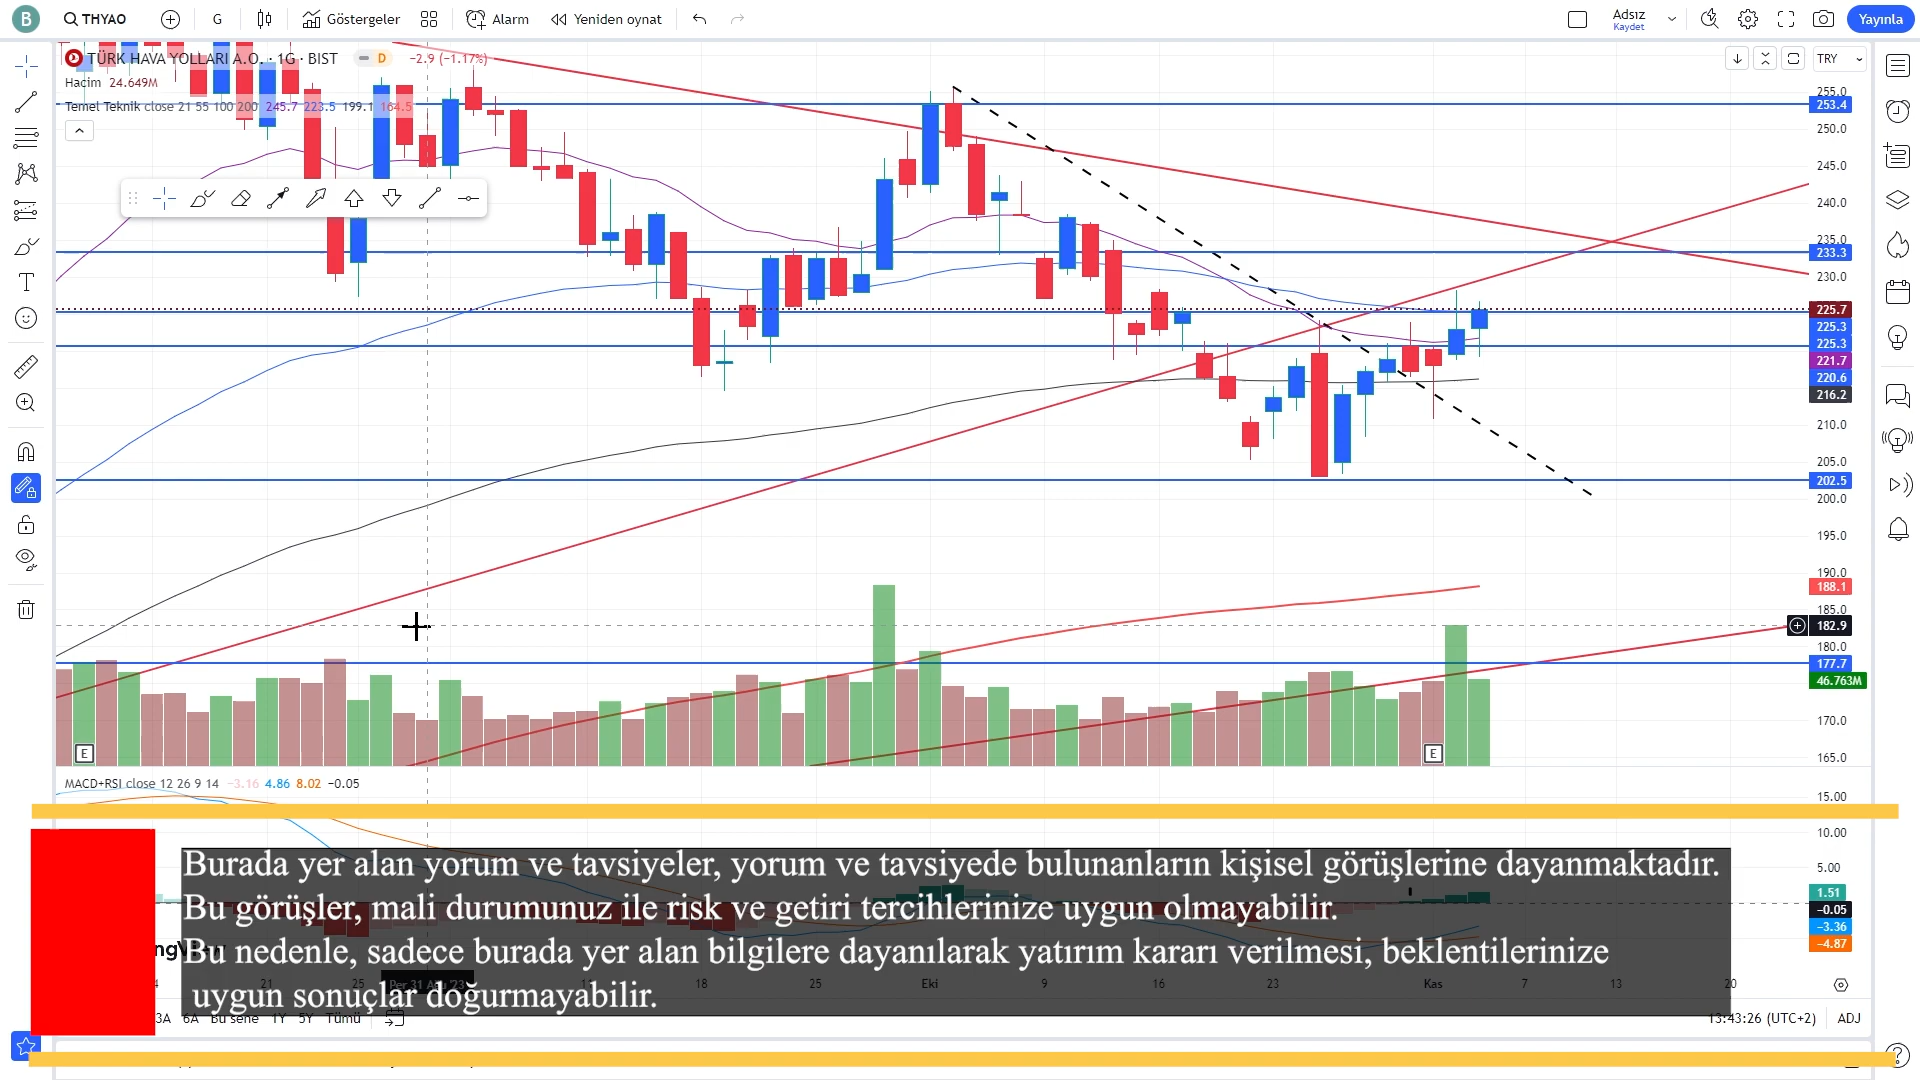 B THYAO G Göstergeler Alarm Yeniden oynat Adsız Kaydet Yayınla
TÜRK HAVA YOLLARI A.O. · 1G · BIST D −2.9 (−1.17%) TRY
Hacim 24.649M
Temel Teknik close 21 55 100 200 245.7 223.5 199.1 164.5
255.0
253.4
250.0
245.0
240.0
235.0
233.3
230.0
225.7
225.3
225.3
221.7
220.6
216.2
210.0
205.0
202.5
200.0
195.0
190.0
188.1
185.0
182.9
180.0
177.7
46.763M
170.0
165.0
E E
MACD+RSI close 12 26 9 14 −3.16 4.86 8.02 −0.05
15.00
10.00
5.00
1.51
−0.05
−3.36
−4.87
Burada yer alan yorum ve tavsiyeler, yorum ve tavsiyede bulunanların kişisel görüşlerine dayanmaktadır.
Bu görüşler, mali durumunuz ile risk ve getiri tercihlerinize uygun olmayabilir.
Bu nedenle, sadece burada yer alan bilgilere dayanılarak yatırım kararı verilmesi, beklentilerinize
uygun sonuçlar doğurmayabilir.
21 Per 31 Ağu '23 18 25 Eki 9 16 23 Kas 7 13 20
3A 6A Bu sene 1Y 5Y Tümü 13:43:26 (UTC+2) ADJ